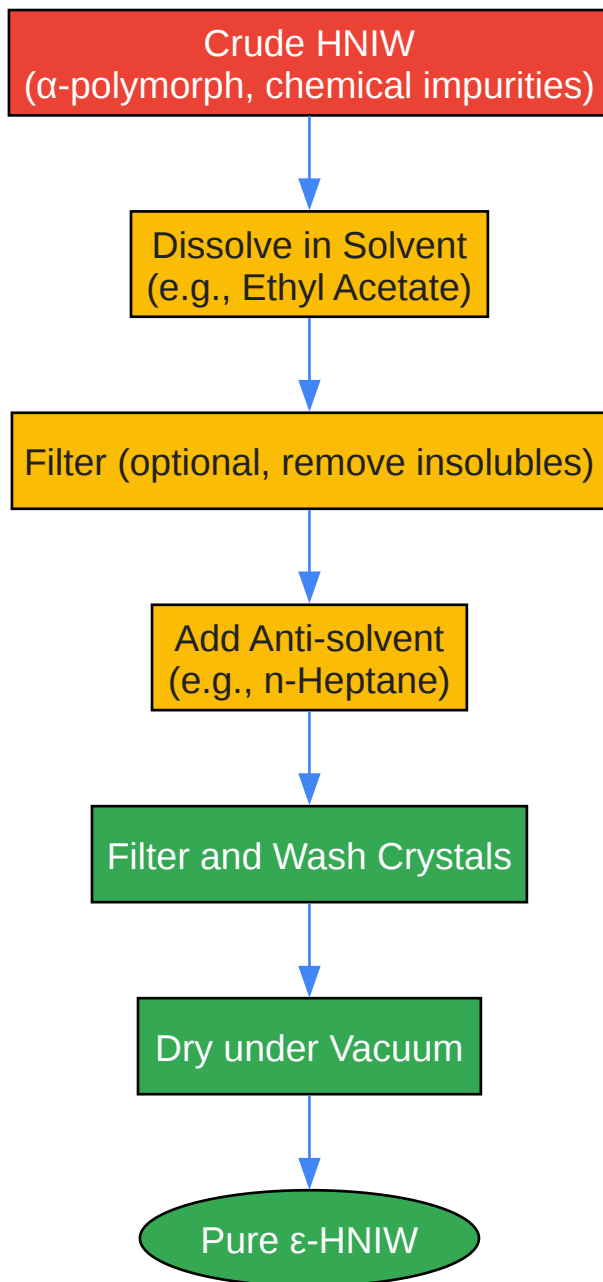 Crude HNIW
(α-polymorph, chemical impurities)
Dissolve in Solvent
(e.g., Ethyl Acetate)
Filter (optional, remove insolubles)
Add Anti-solvent
(e.g., n-Heptane)
Filter and Wash Crystals
Dry under Vacuum
Pure ε-HNIW